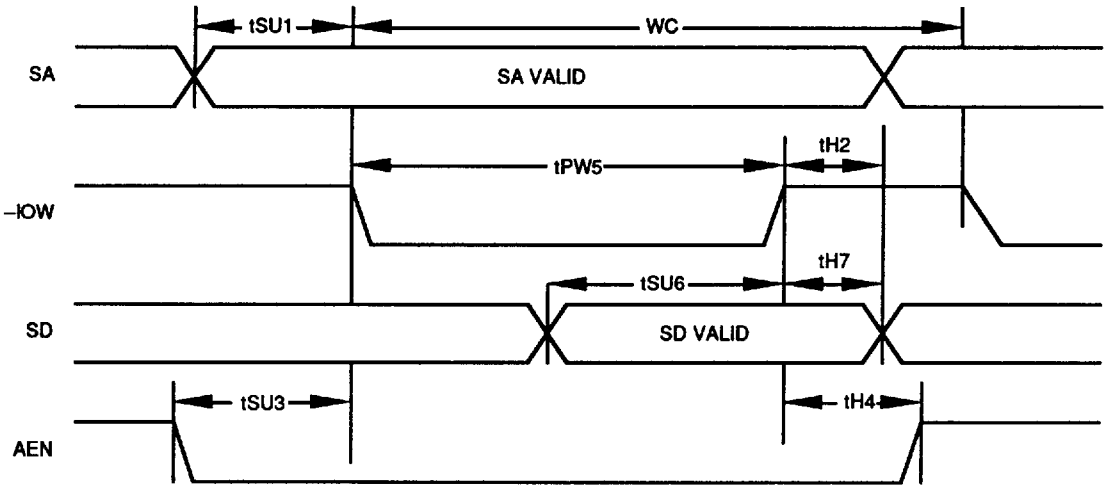 tSU1
WC
SA
SA VALID
tH2
tPW5
–IOW
tH7
tSU6
SD
SD VALID
tSU3
tH4
AEN